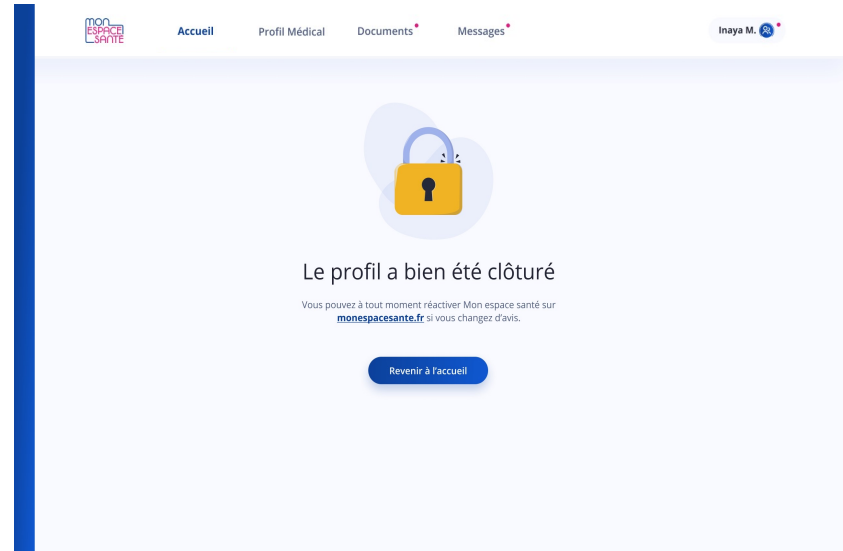 MON
ESPACE
SANTÉ
Accueil
Profil Médical
Documents
Messages
Inaya M.
Le profil a bien été clôturé
Vous pouvez à tout moment réactiver Mon espace santé sur
monespacesante.fr si vous changez d'avis.
Revenir à l'accueil